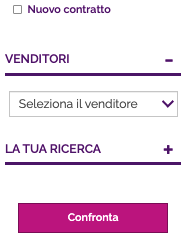 Nuovo contratto
VENDITORI
Seleziona il venditore
LA TUA RICERCA
Confronta